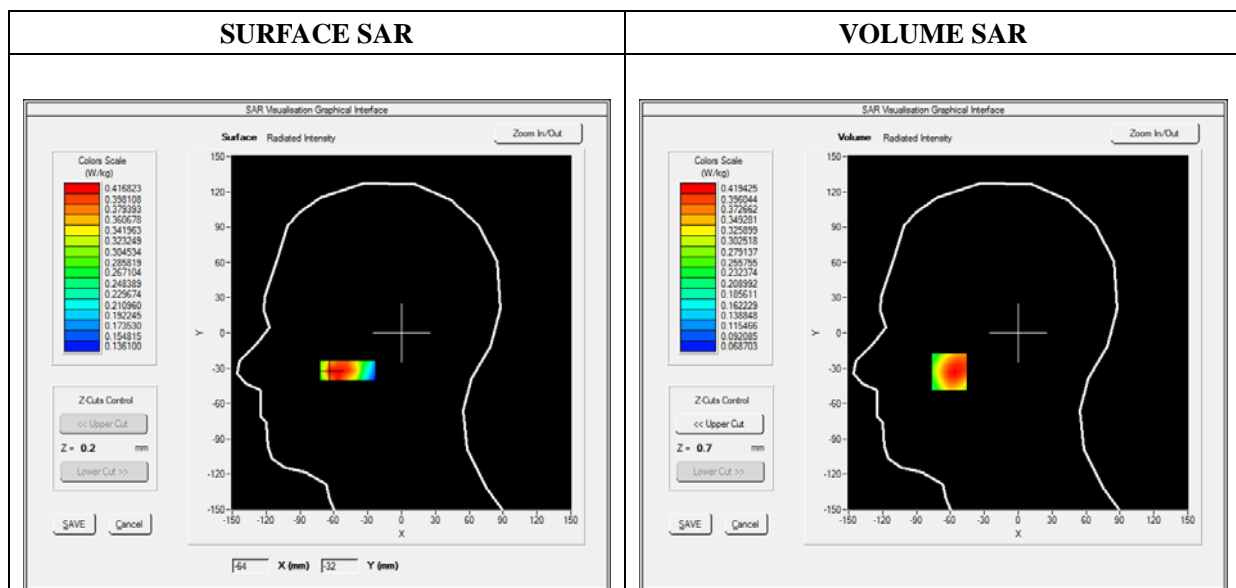 SURFACE SAR
VOLUME SAR
SAR Visualisation Graphical Interface
Surface Radiated Intensity
Zoom In/Out
Colors Scale
(W/kg)
0.416823
0.398108
0.379393
0.360678
0.341963
0.323249
0.304534
0.285819
0.267104
0.248389
0.229674
0.210960
0.192245
0.173530
0.154815
0.136100
Z-Cuts Control
<< Upper Cut
Z = 0.2 mm
Lower Cut >>
SAVE Cancel
150
120
90
60
30
0
-30
-60
-90
-120
-150
Y
-150 -120 -90 -60 -30 0 30 60 90 120 150
X
-64 X (mm) -32 Y (mm)
SAR Visualisation Graphical Interface
Volume Radiated Intensity
Zoom In/Out
Colors Scale
(W/kg)
0.419425
0.396044
0.372662
0.349281
0.325899
0.302518
0.279137
0.255755
0.232374
0.208992
0.185611
0.162229
0.138848
0.115466
0.092085
0.068703
Z-Cuts Control
<< Upper Cut
Z = 0.7 mm
Lower Cut >>
SAVE Cancel
150
120
90
60
30
0
-30
-60
-90
-120
-150
Y
-150 -120 -90 -60 -30 0 30 60 90 120 150
X